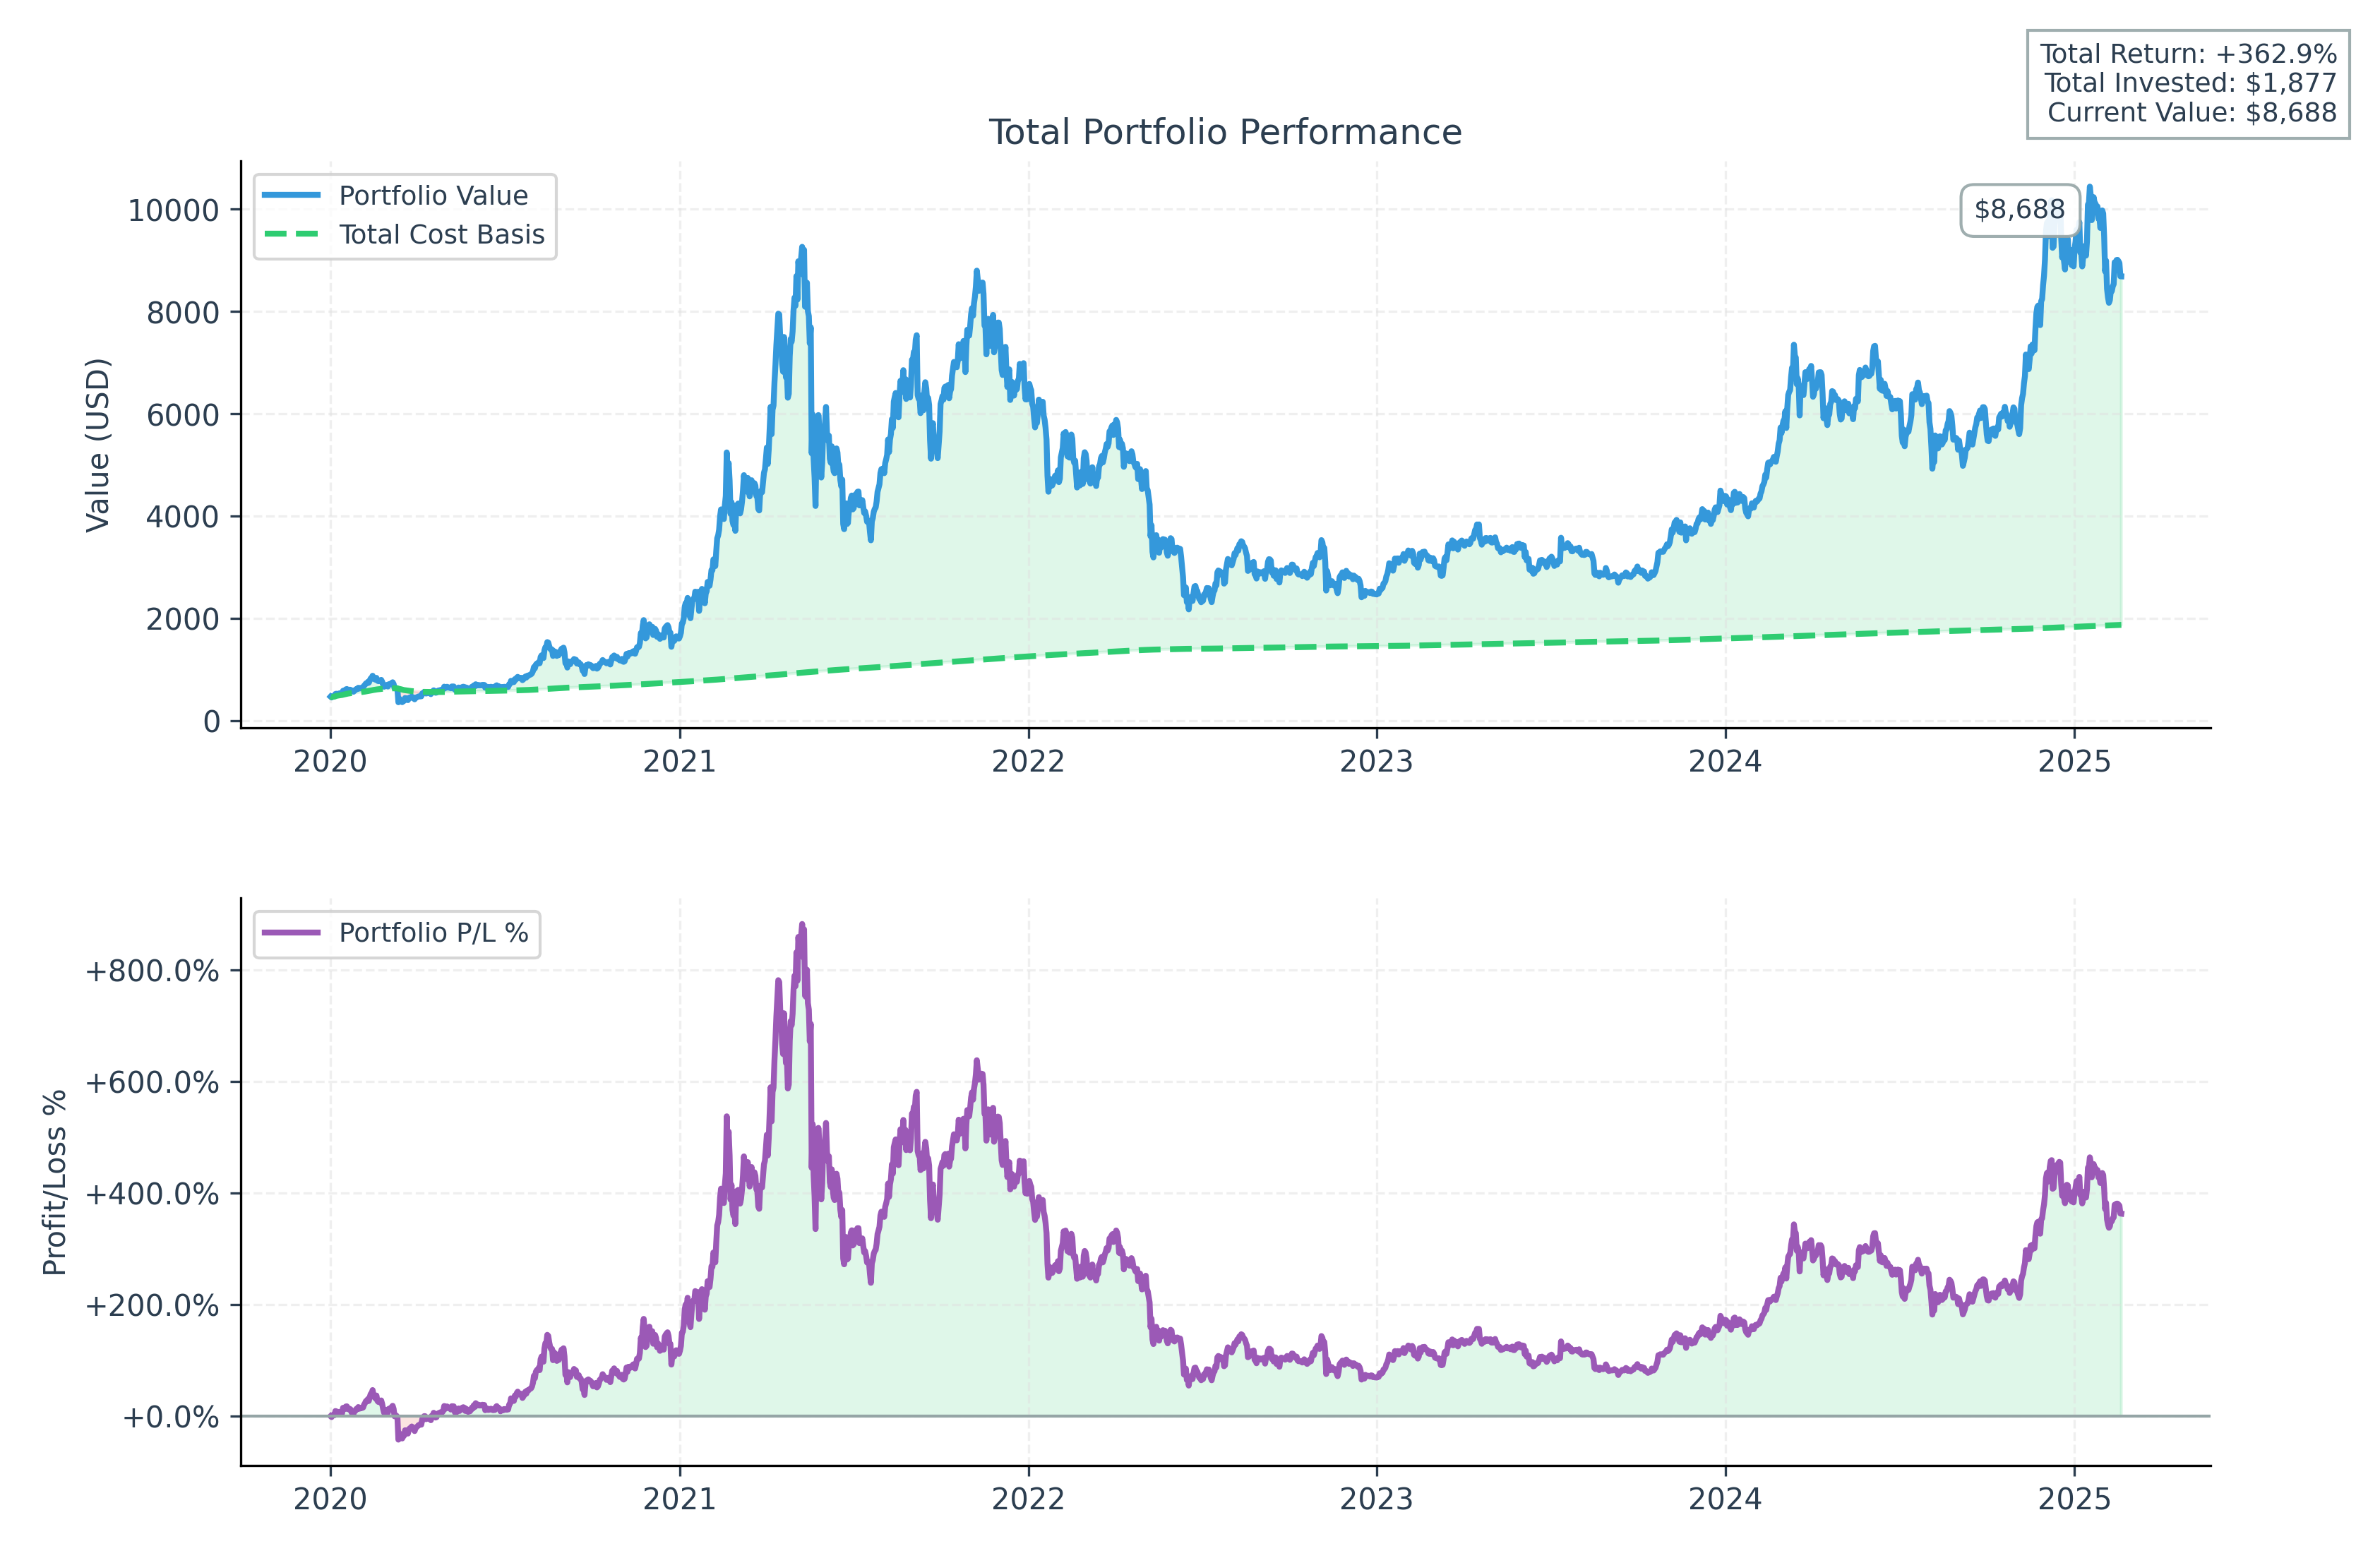 Total Return: +362.9%
Total Invested: $1,877
Current Value: $8,688
Total Portfolio Performance
Portfolio Value
Total Cost Basis
$8,688
Value (USD)
10000
8000
6000
4000
2000
0
2020 2021 2022 2023 2024 2025
Portfolio P/L %
Profit/Loss %
+800.0%
+600.0%
+400.0%
+200.0%
+0.0%
2020 2021 2022 2023 2024 2025